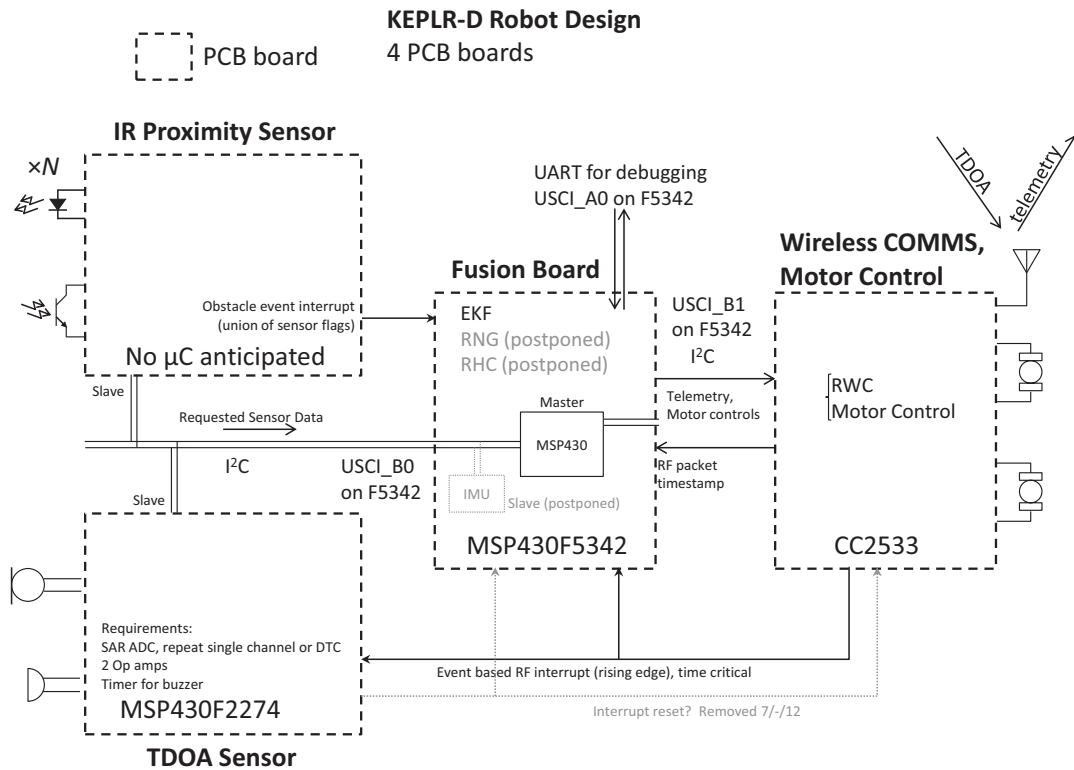 KEPLR-D Robot Design
4 PCB boards
PCB board
IR Proximity Sensor
×N
Obstacle event interrupt
(union of sensor flags)
No µC anticipated
Slave
UART for debugging
USCI_A0 on F5342
Fusion Board
EKF
RNG (postponed)
RHC (postponed)
Master
MSP430
IMU
Slave (postponed)
MSP430F5342
Requested Sensor Data
I²C
USCI_B0
on F5342
USCI_B1
on F5342
I²C
Telemetry,
Motor controls
RF packet
timestamp
TDOA
telemetry
Wireless COMMS,
Motor Control
RWC
Motor Control
CC2533
Slave
Requirements:
SAR ADC, repeat single channel or DTC
2 Op amps
Timer for buzzer
MSP430F2274
TDOA Sensor
Event based RF interrupt (rising edge), time critical
Interrupt reset? Removed 7/-/12